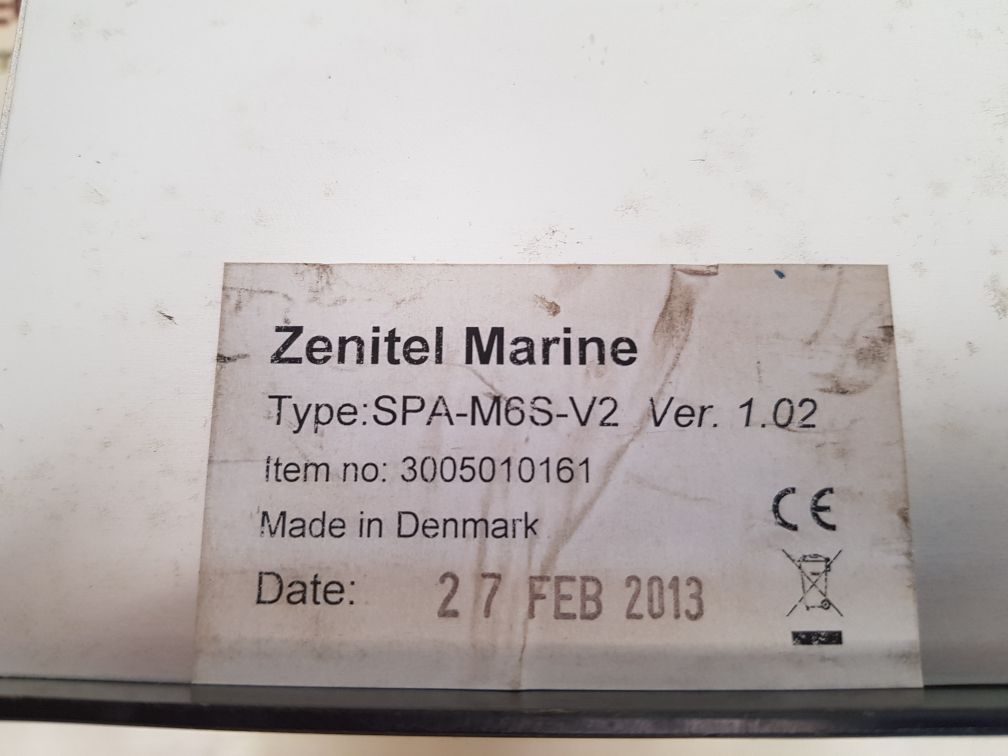 Zenitel Marine
Type:SPA-M6S-V2 Ver. 1.02
Item no: 3005010161
Made in Denmark
CE
Date: 27 FEB 2013